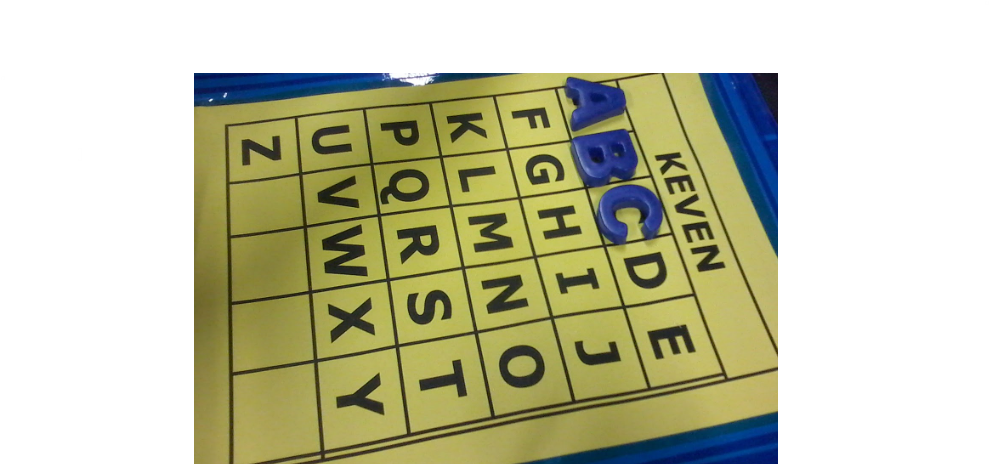 KEVEN
A B C D E
F G H I J
K L M N O
P Q R S T
U V W X Y
Z